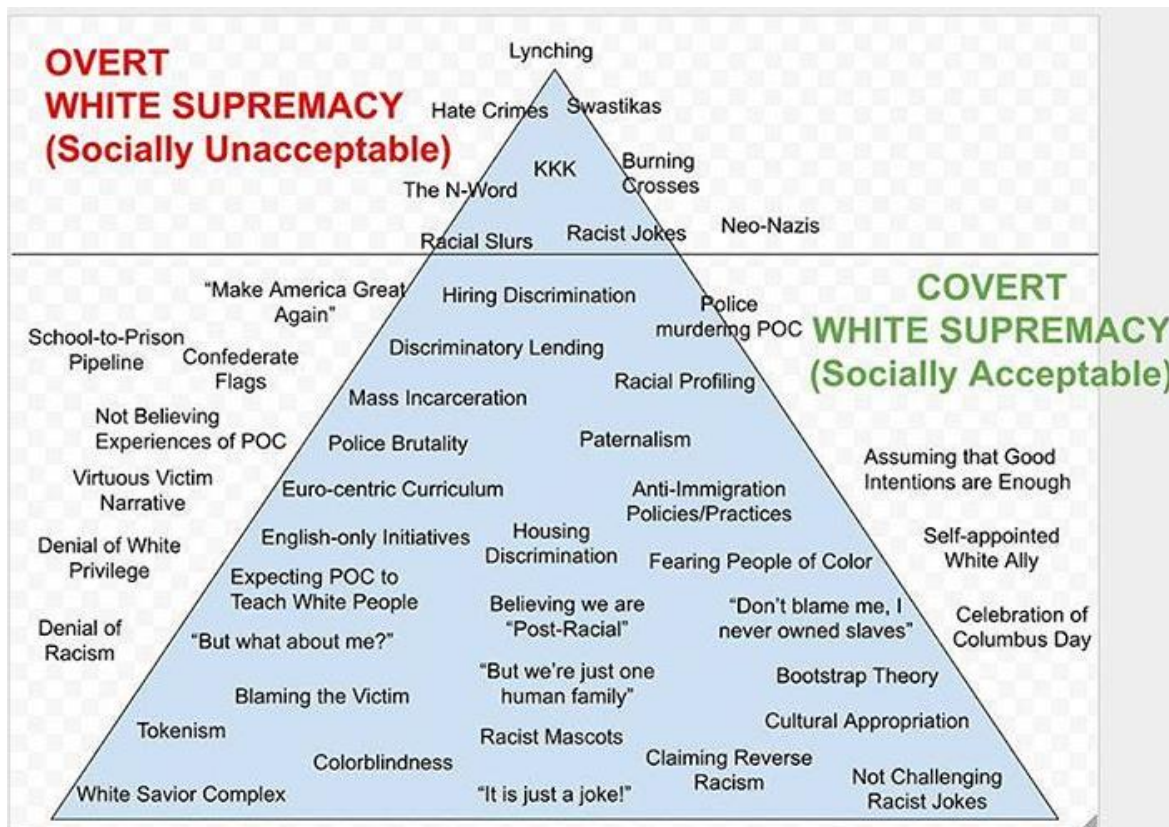 OVERT
WHITE SUPREMACY
(Socially Unacceptable)
Lynching
Hate Crimes
Swastikas
KKK
Burning
Crosses
The N-Word
Neo-Nazis
Racial Slurs
Racist Jokes
COVERT
WHITE SUPREMACY
(Socially Acceptable)
“Make America Great
Again”
Hiring Discrimination
Police
murdering POC
School-to-Prison
Pipeline
Confederate
Flags
Discriminatory Lending
Racial Profiling
Mass Incarceration
Not Believing
Experiences of POC
Police Brutality
Paternalism
Assuming that Good
Intentions are Enough
Virtuous Victim
Narrative
Euro-centric Curriculum
Anti-Immigration
Policies/Practices
Denial of White
Privilege
English-only Initiatives
Housing
Discrimination
Fearing People of Color
Self-appointed
White Ally
Expecting POC to
Teach White People
Believing we are
“Post-Racial”
“Don’t blame me, I
never owned slaves”
Celebration of
Columbus Day
Denial of
Racism
“But what about me?”
“But we’re just one
human family”
Bootstrap Theory
Blaming the Victim
Tokenism
Racist Mascots
Cultural Appropriation
Colorblindness
Claiming Reverse
Racism
White Savior Complex
“It is just a joke!”
Not Challenging
Racist Jokes